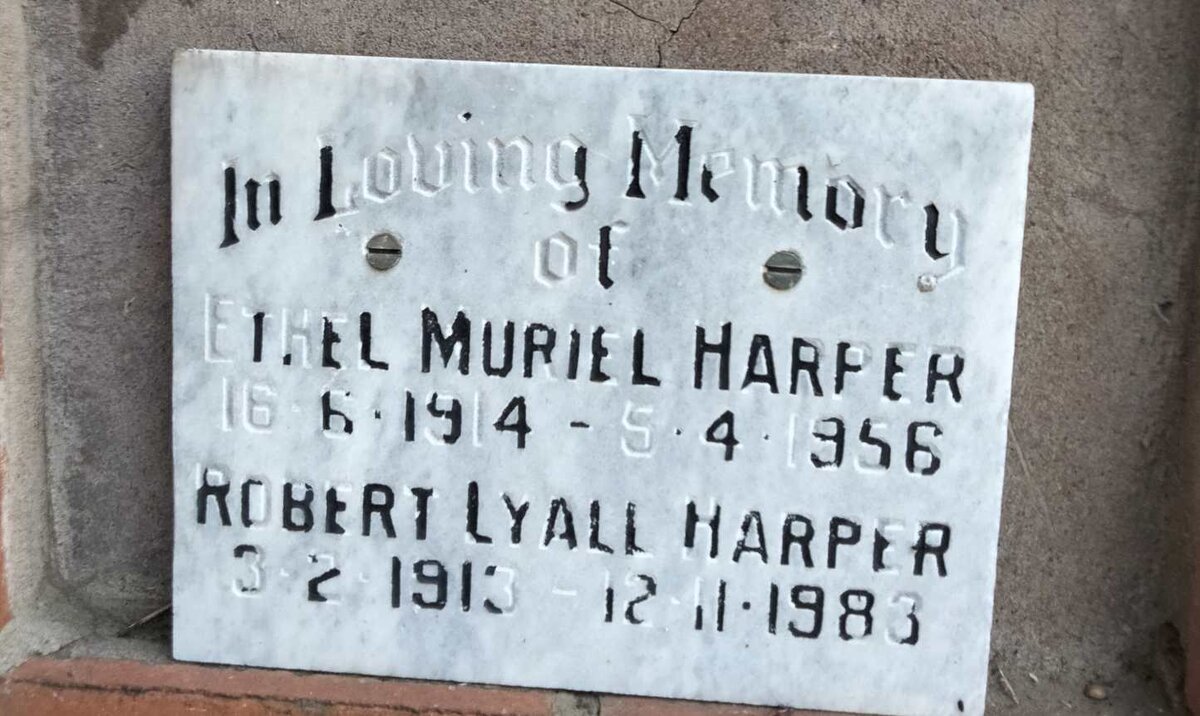 In Loving Memory
of
ETHEL MURIEL HARPER
16·6·1914 - 5·4·1956
ROBERT LYALL HARPER
3·2·1913 - 12·11·1983